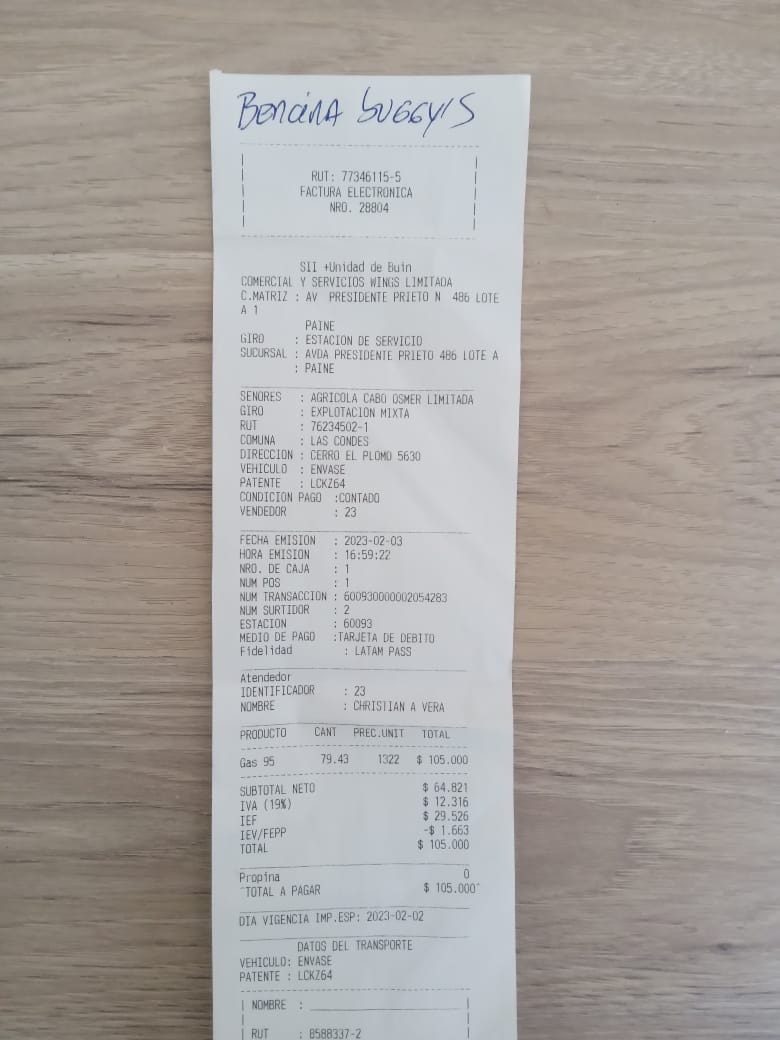 BencinA buggy's
RUT: 77346115-5
FACTURA ELECTRONICA
NRO. 28804
SII +Unidad de Buin
COMERCIAL Y SERVICIOS WINGS LIMITADA
C.MATRIZ : AV PRESIDENTE PRIETO N 486 LOTE
A 1
PAINE
GIRO : ESTACION DE SERVICIO
SUCURSAL : AVDA PRESIDENTE PRIETO 486 LOTE A
: PAINE
SENORES : AGRICOLA CABO OSMER LIMITADA
GIRO : EXPLOTACION MIXTA
RUT : 76234502-1
COMUNA : LAS CONDES
DIRECCION : CERRO EL PLOMO 5630
VEHICULO : ENVASE
PATENTE : LCKZ64
CONDICION PAGO :CONTADO
VENDEDOR : 23
FECHA EMISION : 2023-02-03
HORA EMISION : 16:59:22
NRO. DE CAJA : 1
NUM POS : 1
NUM TRANSACCION : 600930000002054283
NUM SURTIDOR : 2
ESTACION : 60093
MEDIO DE PAGO :TARJETA DE DEBITO
Fidelidad : LATAM PASS
Atendedor
IDENTIFICADOR : 23
NOMBRE : CHRISTIAN A VERA
PRODUCTO CANT PREC.UNIT TOTAL
Gas 95 79.43 1322 $ 105.000
SUBTOTAL NETO $ 64.821
IVA (19%) $ 12.316
IEF $ 29.526
IEV/FEPP -$ 1.663
TOTAL $ 105.000
Propina 0
¨TOTAL A PAGAR $ 105.000¨
DIA VIGENCIA IMP.ESP: 2023-02-02
DATOS DEL TRANSPORTE
VEHICULO: ENVASE
PATENTE : LCKZ64
NOMBRE :
RUT : 8588337-2